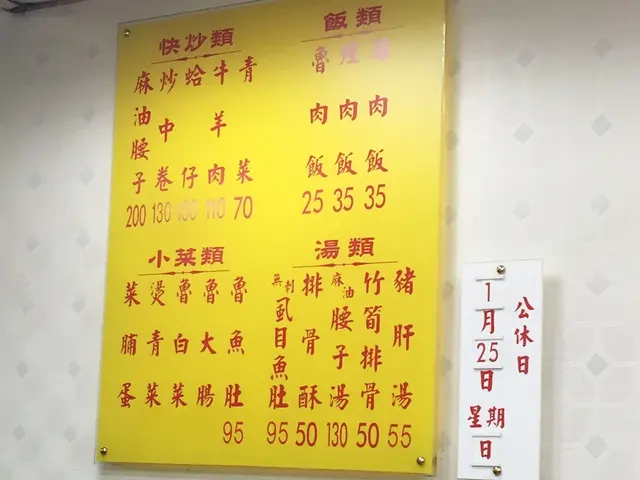 飯類
肉飯 35
肉飯 35
魯肉飯 25
快炒類
青菜 70
牛羊肉 110
蛤仔
炒中卷 130
麻油腰子 200
湯類
豬肝湯 55
竹筍排骨 50
麻油腰子湯 130
排骨酥 50
無刺虱目魚肚 95
小菜類
魯魚肚 95
魯大腸
魯白菜
燙青菜
菜脯蛋
公休日
1月25日星期日